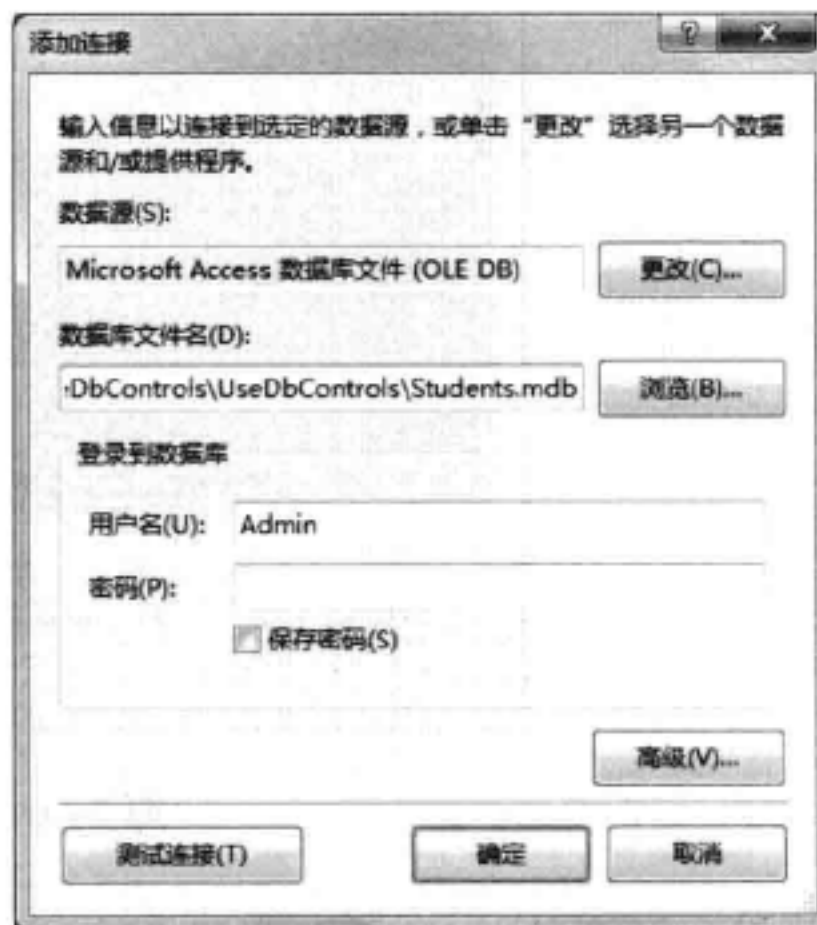 添加连接
输入信息以连接到选定的数据源，或单击“更改”选择另一个数据
源和/或提供程序。
数据源(S):
Microsoft Access 数据库文件 (OLE DB)
更改(C)...
数据库文件名(D):
DbControls\UseDbControls\Students.mdb
浏览(B)...
登录到数据库
用户名(U):
Admin
密码(P):
保存密码(S)
高级(V)...
测试连接(T)
确定
取消